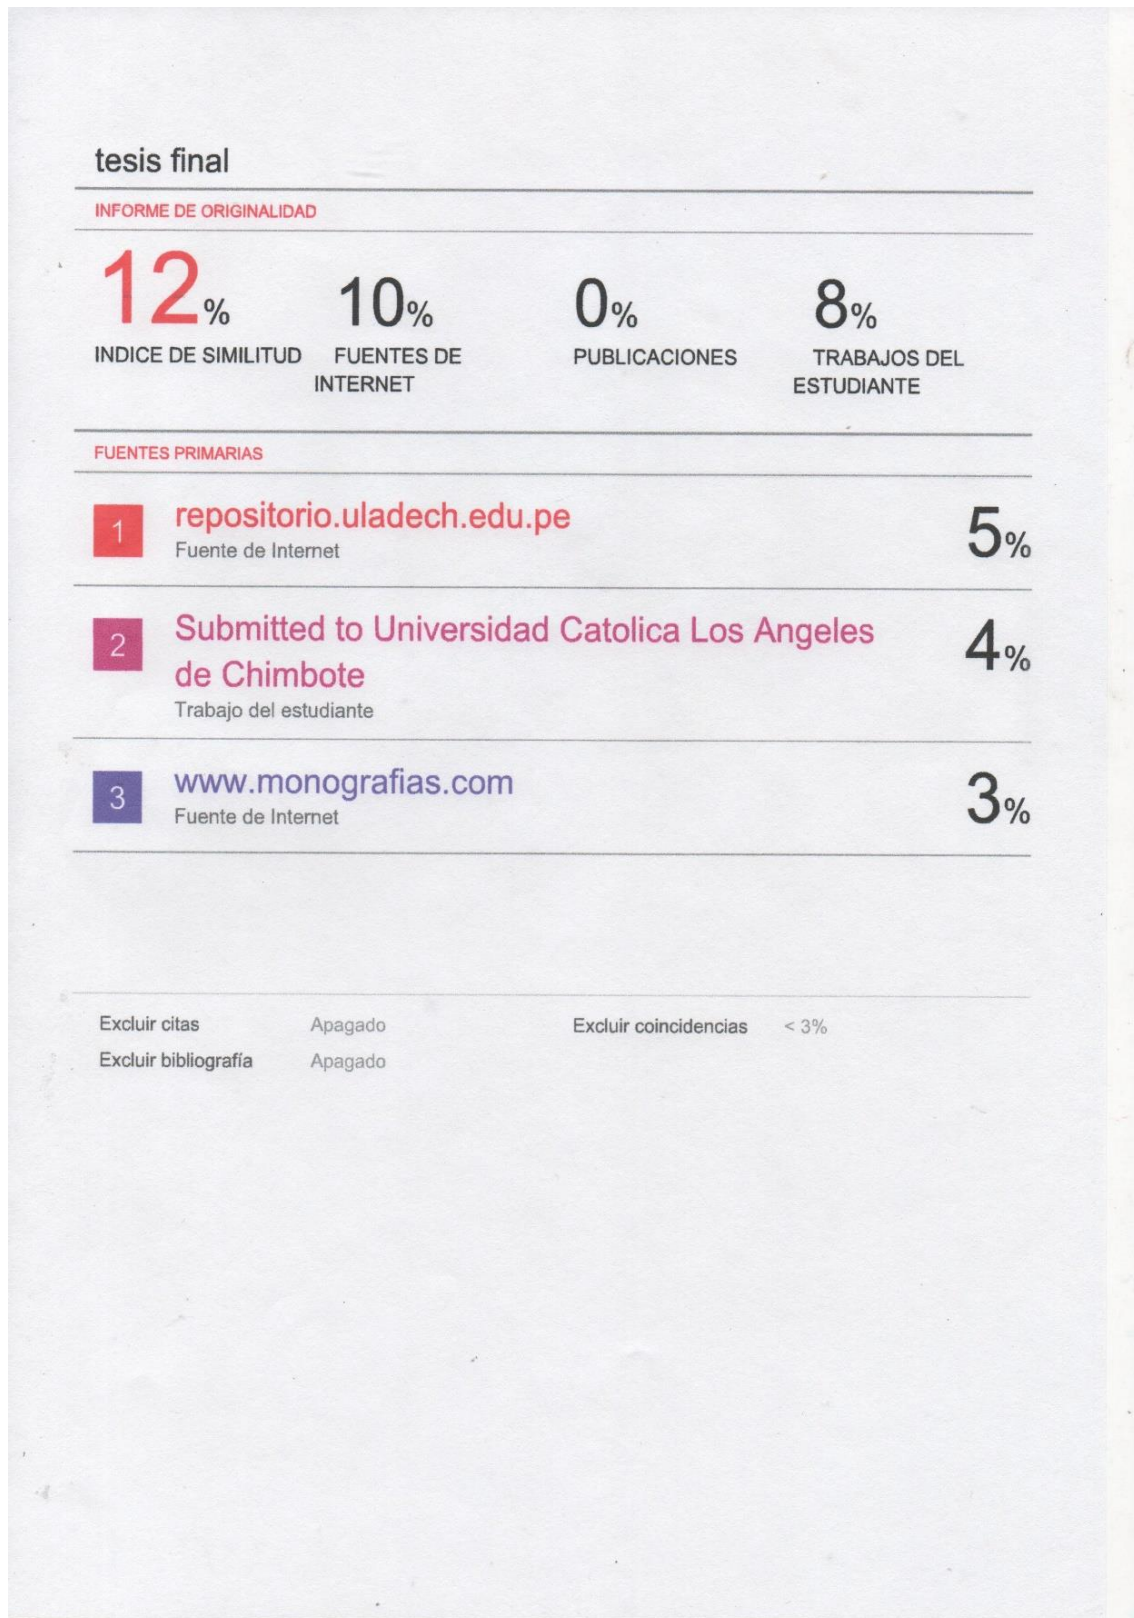 tesis final
INFORME DE ORIGINALIDAD
12%
INDICE DE SIMILITUD
10%
FUENTES DE
INTERNET
0%
PUBLICACIONES
8%
TRABAJOS DEL
ESTUDIANTE
FUENTES PRIMARIAS
1
repositorio.uladech.edu.pe
Fuente de Internet
5%
2
Submitted to Universidad Catolica Los Angeles
de Chimbote
Trabajo del estudiante
4%
3
www.monografias.com
Fuente de Internet
3%
Excluir citas Apagado
Excluir bibliografía Apagado
Excluir coincidencias < 3%